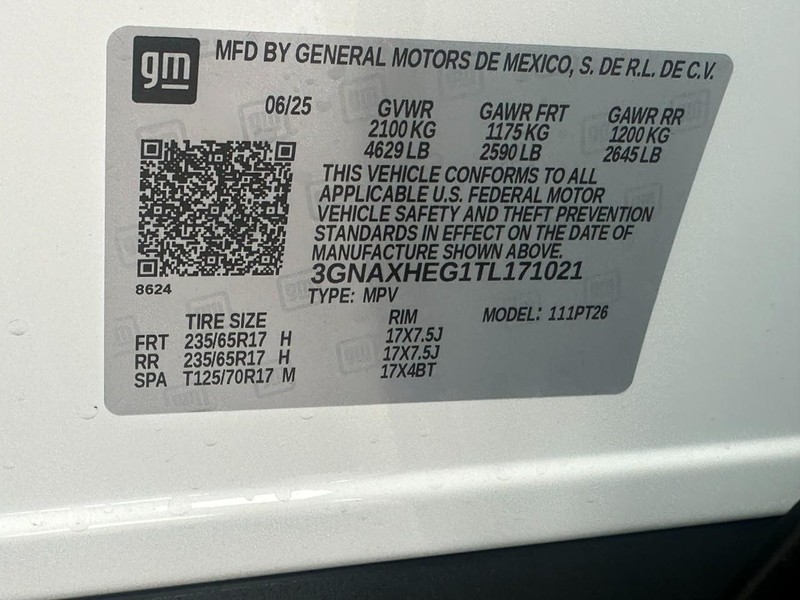 gm MFD BY GENERAL MOTORS DE MEXICO, S. DE R.L. DE C.V.
06/25 GVWR GAWR FRT GAWR RR
2100 KG 1175 KG 1200 KG
4629 LB 2590 LB 2645 LB
THIS VEHICLE CONFORMS TO ALL
APPLICABLE U.S. FEDERAL MOTOR
VEHICLE SAFETY AND THEFT PREVENTION
STANDARDS IN EFFECT ON THE DATE OF
MANUFACTURE SHOWN ABOVE.
3GNAXHEG1TL171021
8624
TYPE: MPV
TIRE SIZE RIM MODEL: 111PT26
FRT 235/65R17 H 17X7.5J
RR 235/65R17 H 17X7.5J
SPA T125/70R17 M 17X4BT